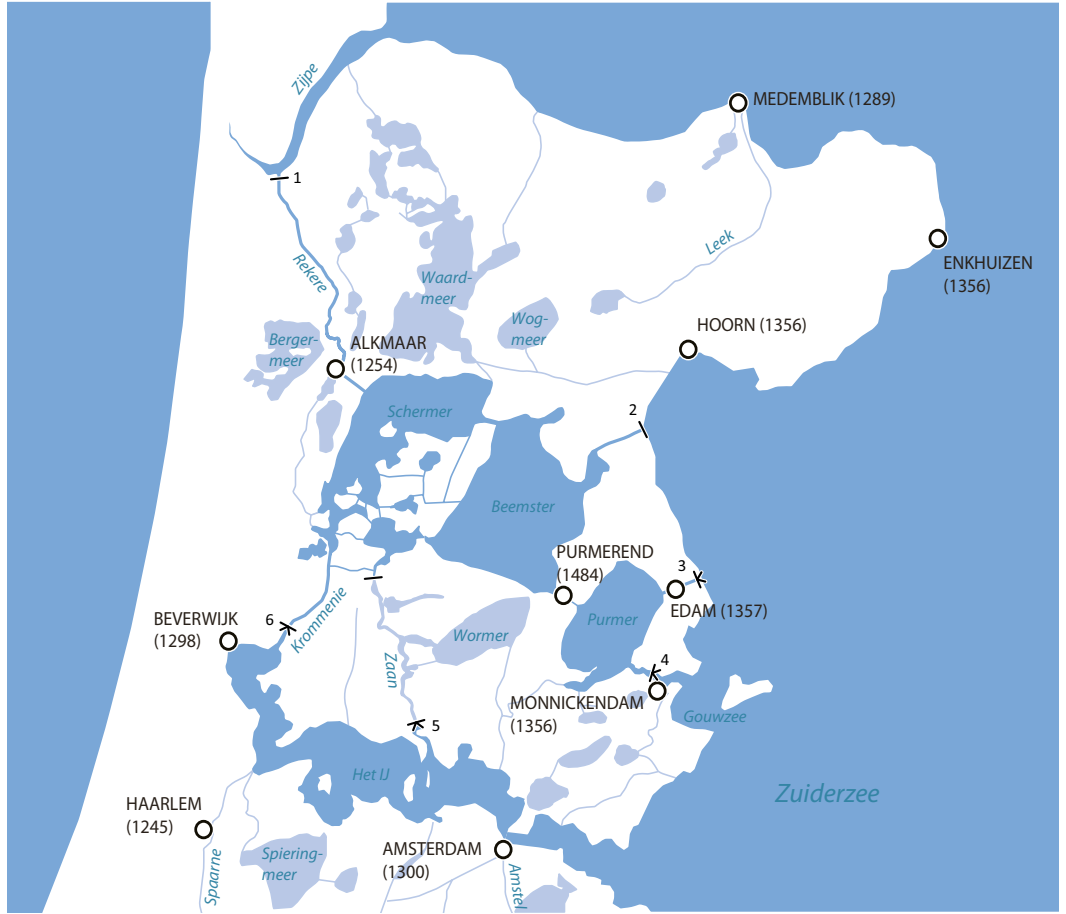 Zijpe
MEDEMBLIK (1289)
1
Leek
ENKHUIZEN
(1356)
Rekere
Waard-
meer
Wog-
meer
HOORN (1356)
Berger-
meer
ALKMAAR
(1254)
Schermer
2
Beemster
PURMEREND
(1484)
3
EDAM (1357)
Purmer
BEVERWIJK
(1298)
6
Krommenie
Wormer
Zaan
4
MONNICKENDAM
(1356)
Gouwzee
5
Het IJ
Zuiderzee
HAARLEM
(1245)
Spaarne
Spiering-
meer
AMSTERDAM
(1300)
Amstel